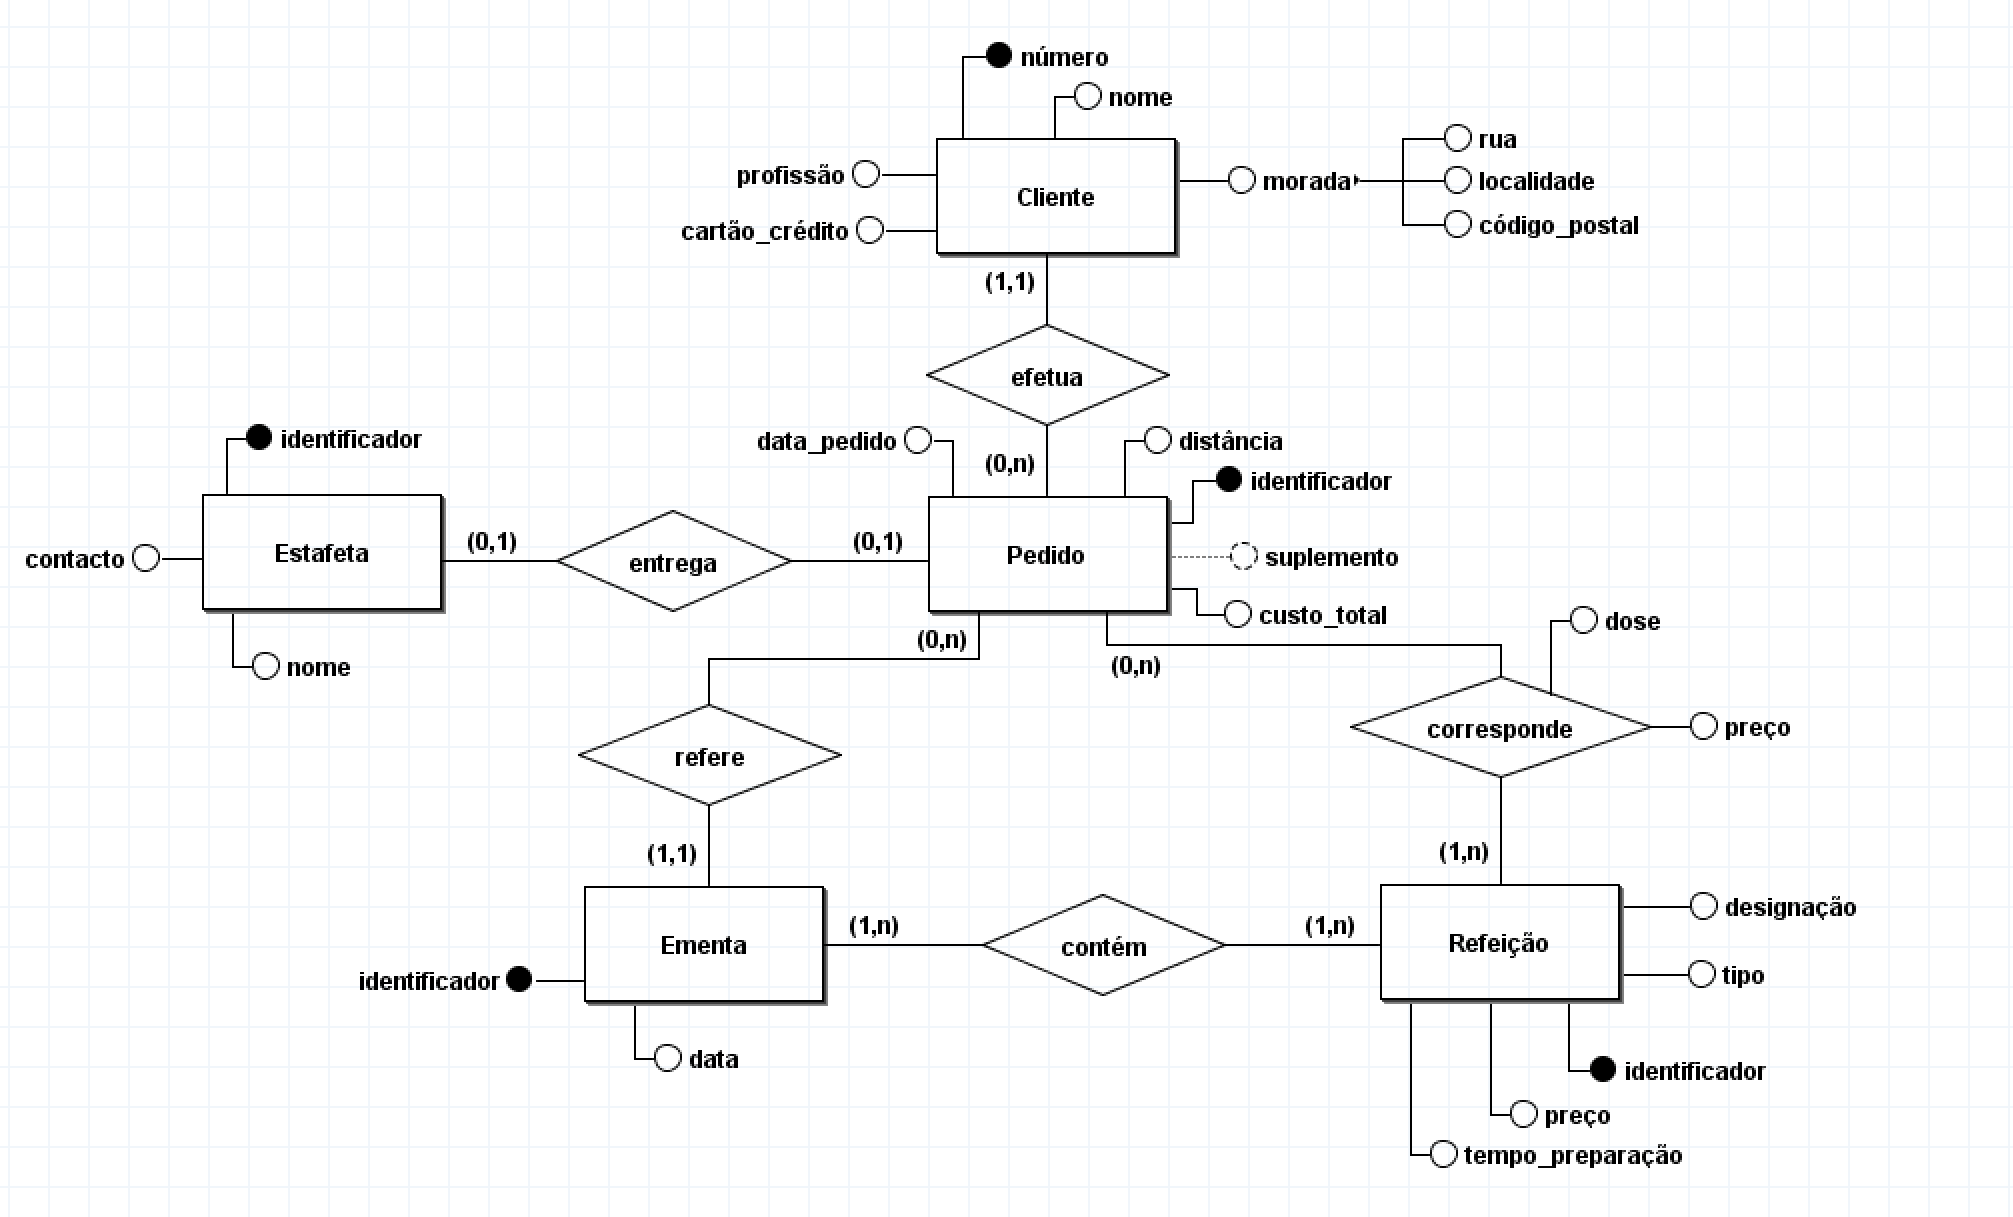 número
nome
profissão
cartão_crédito
Cliente
morada
rua
localidade
código_postal
(1,1)
efetua
(0,n)
data_pedido
distância
identificador
Pedido
suplemento
custo_total
identificador
contacto
Estafeta
nome
(0,1)
entrega
(0,1)
(0,n)
refere
(1,1)
(0,n)
dose
corresponde
preço
(1,n)
identificador
Ementa
data
(1,n)
contém
(1,n)
Refeição
designação
tipo
identificador
preço
tempo_preparação